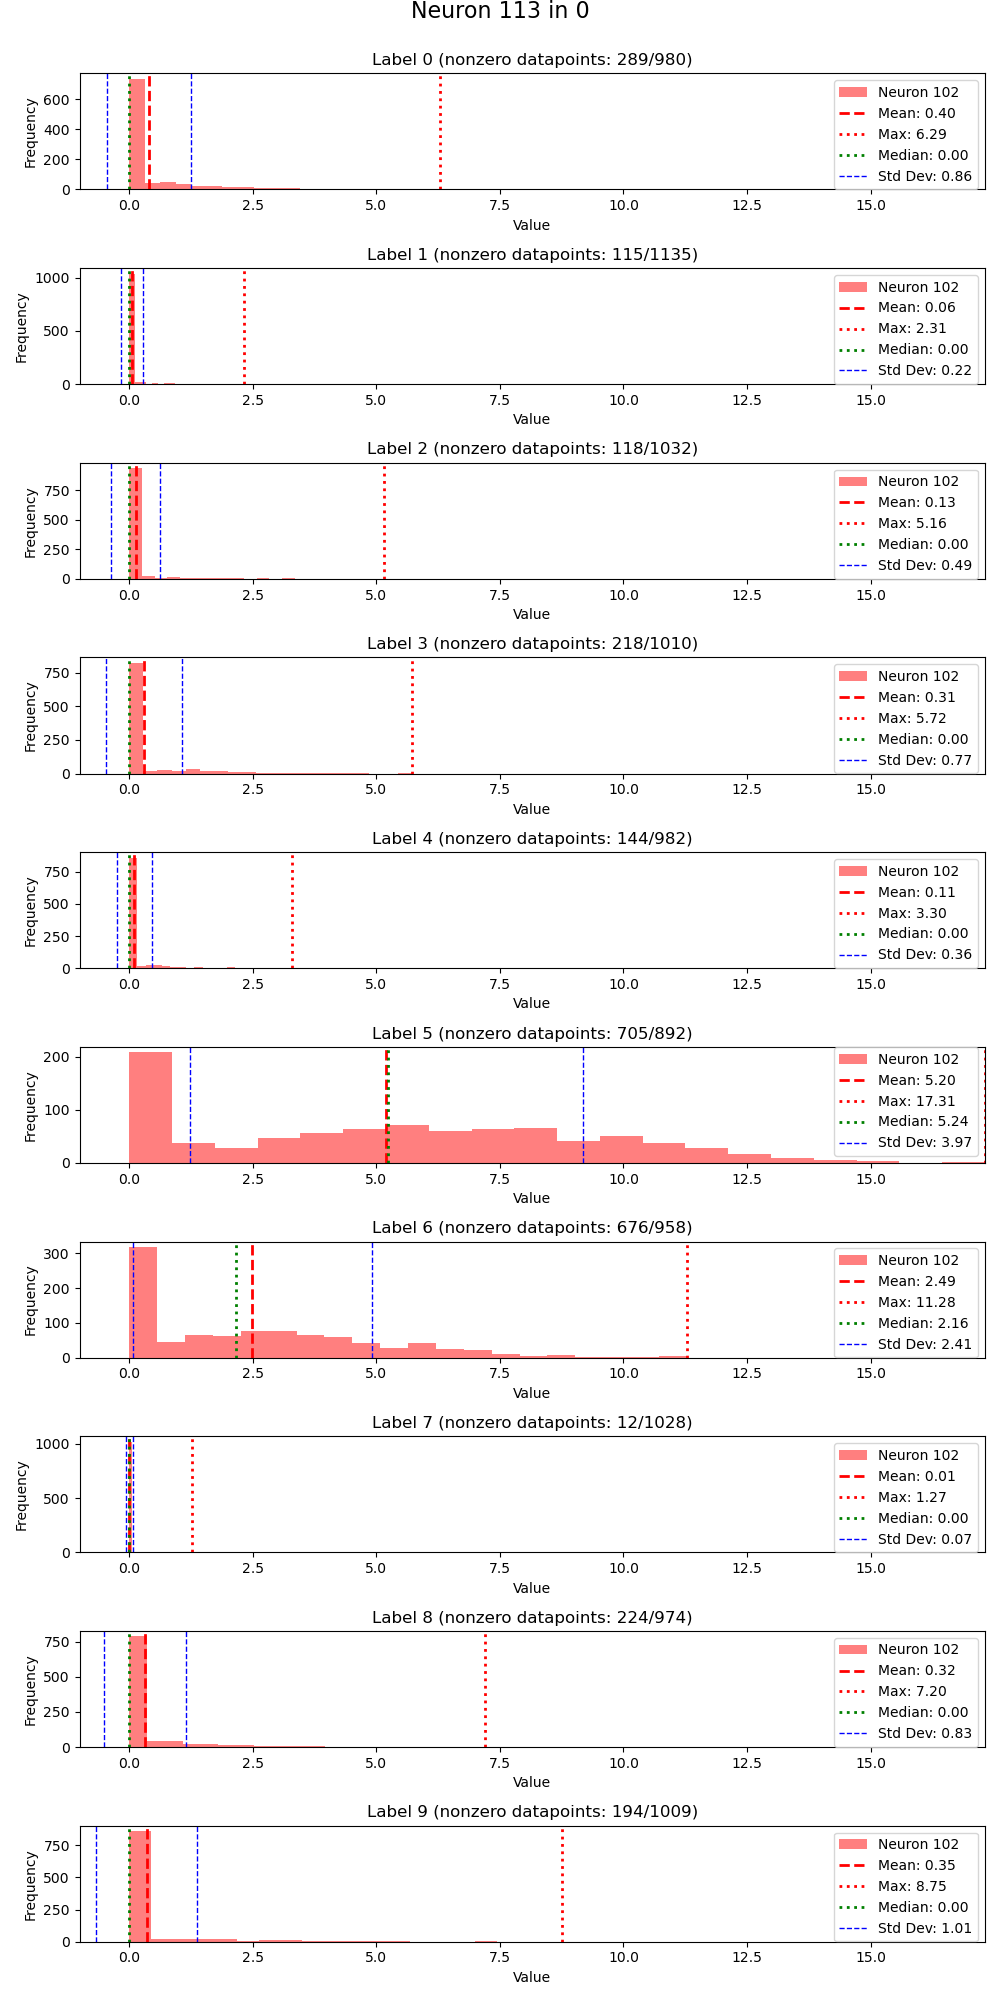 Neuron 113 in 0
Label 0 (nonzero datapoints: 289/980)
Frequency
600
400
200
0
Neuron 102
Mean: 0.40
Max: 6.29
Median: 0.00
Std Dev: 0.86
0.0 2.5 5.0 7.5 10.0 12.5 15.0
Value
Label 1 (nonzero datapoints: 115/1135)
Frequency
1000
500
0
Neuron 102
Mean: 0.06
Max: 2.31
Median: 0.00
Std Dev: 0.22
0.0 2.5 5.0 7.5 10.0 12.5 15.0
Value
Label 2 (nonzero datapoints: 118/1032)
Frequency
750
500
250
0
Neuron 102
Mean: 0.13
Max: 5.16
Median: 0.00
Std Dev: 0.49
0.0 2.5 5.0 7.5 10.0 12.5 15.0
Value
Label 3 (nonzero datapoints: 218/1010)
Frequency
750
500
250
0
Neuron 102
Mean: 0.31
Max: 5.72
Median: 0.00
Std Dev: 0.77
0.0 2.5 5.0 7.5 10.0 12.5 15.0
Value
Label 4 (nonzero datapoints: 144/982)
Frequency
750
500
250
0
Neuron 102
Mean: 0.11
Max: 3.30
Median: 0.00
Std Dev: 0.36
0.0 2.5 5.0 7.5 10.0 12.5 15.0
Value
Label 5 (nonzero datapoints: 705/892)
Frequency
200
100
0
Neuron 102
Mean: 5.20
Max: 17.31
Median: 5.24
Std Dev: 3.97
0.0 2.5 5.0 7.5 10.0 12.5 15.0
Value
Label 6 (nonzero datapoints: 676/958)
Frequency
300
200
100
0
Neuron 102
Mean: 2.49
Max: 11.28
Median: 2.16
Std Dev: 2.41
0.0 2.5 5.0 7.5 10.0 12.5 15.0
Value
Label 7 (nonzero datapoints: 12/1028)
Frequency
1000
500
0
Neuron 102
Mean: 0.01
Max: 1.27
Median: 0.00
Std Dev: 0.07
0.0 2.5 5.0 7.5 10.0 12.5 15.0
Value
Label 8 (nonzero datapoints: 224/974)
Frequency
750
500
250
0
Neuron 102
Mean: 0.32
Max: 7.20
Median: 0.00
Std Dev: 0.83
0.0 2.5 5.0 7.5 10.0 12.5 15.0
Value
Label 9 (nonzero datapoints: 194/1009)
Frequency
750
500
250
0
Neuron 102
Mean: 0.35
Max: 8.75
Median: 0.00
Std Dev: 1.01
0.0 2.5 5.0 7.5 10.0 12.5 15.0
Value